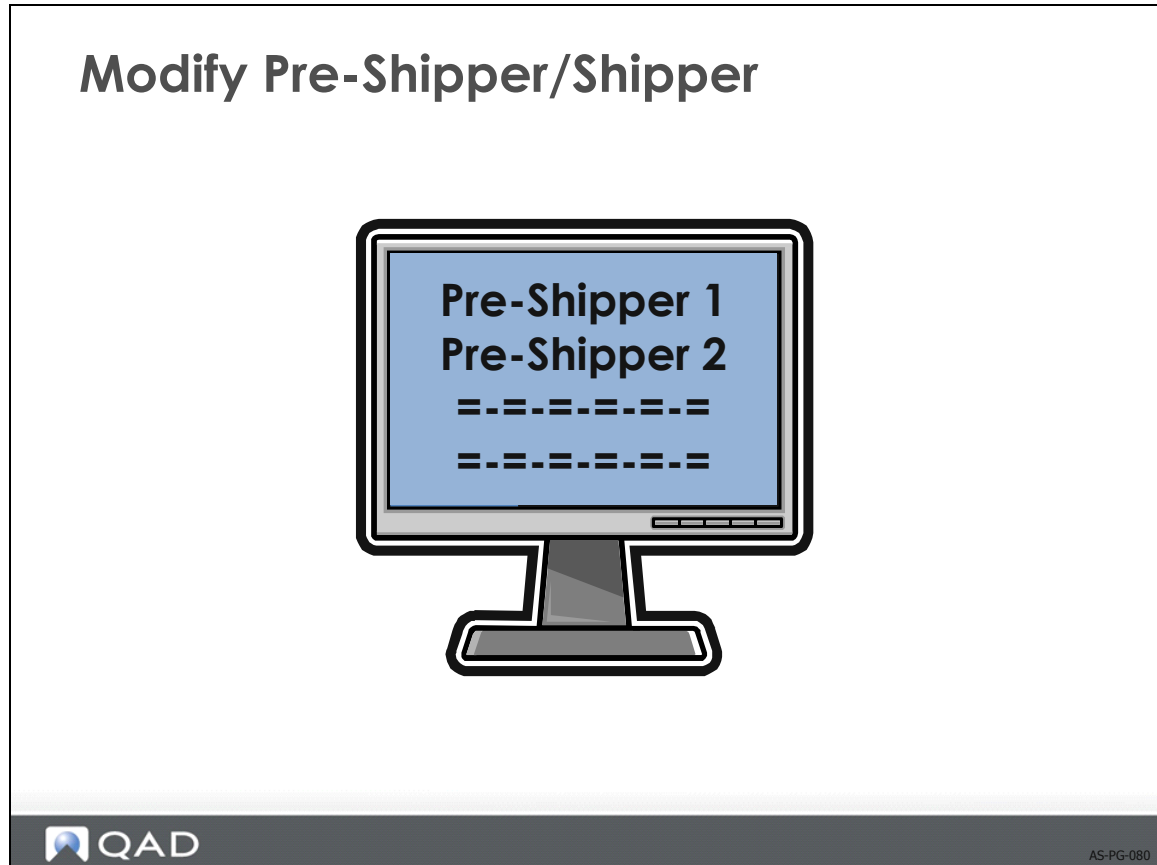 Modify Pre-Shipper/Shipper
Pre-Shipper 1
Pre-Shipper 2
=-=-=-=-=-=
=-=-=-=-=-=
QAD
AS-PG-080